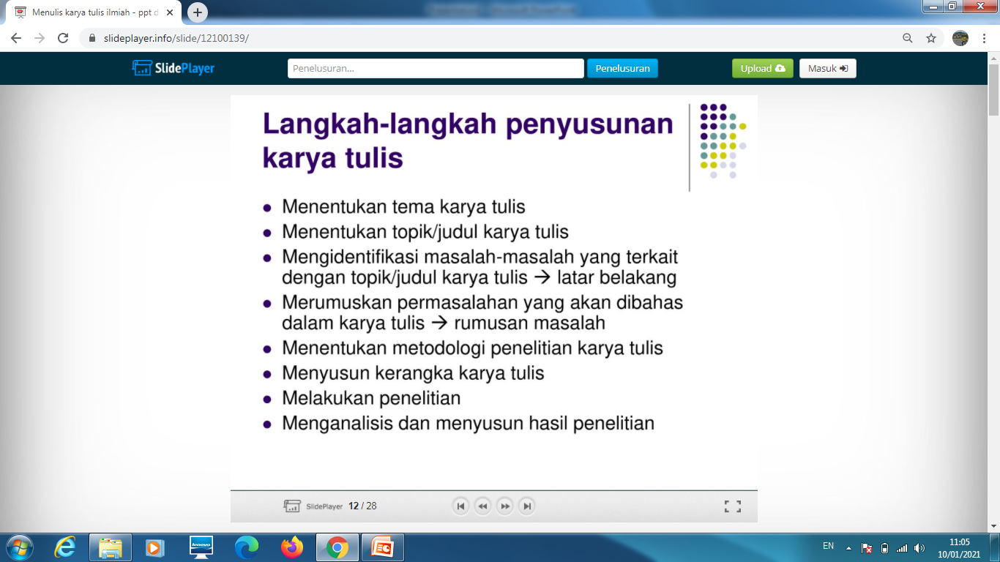 Menulis karya tulis ilmiah - ppt d
slideplayer.info/slide/12100139/
SlidePlayer
Penelusuran...
Penelusuran
Upload
Masuk
Langkah-langkah penyusunan
karya tulis
Menentukan tema karya tulis
Menentukan topik/judul karya tulis
Mengidentifikasi masalah-masalah yang terkait
dengan topik/judul karya tulis → latar belakang
Merumuskan permasalahan yang akan dibahas
dalam karya tulis → rumusan masalah
Menentukan metodologi penelitian karya tulis
Menyusun kerangka karya tulis
Melakukan penelitian
Menganalisis dan menyusun hasil penelitian
SlidePlayer 12 / 28
lenovo
EN
11:05
10/01/2021